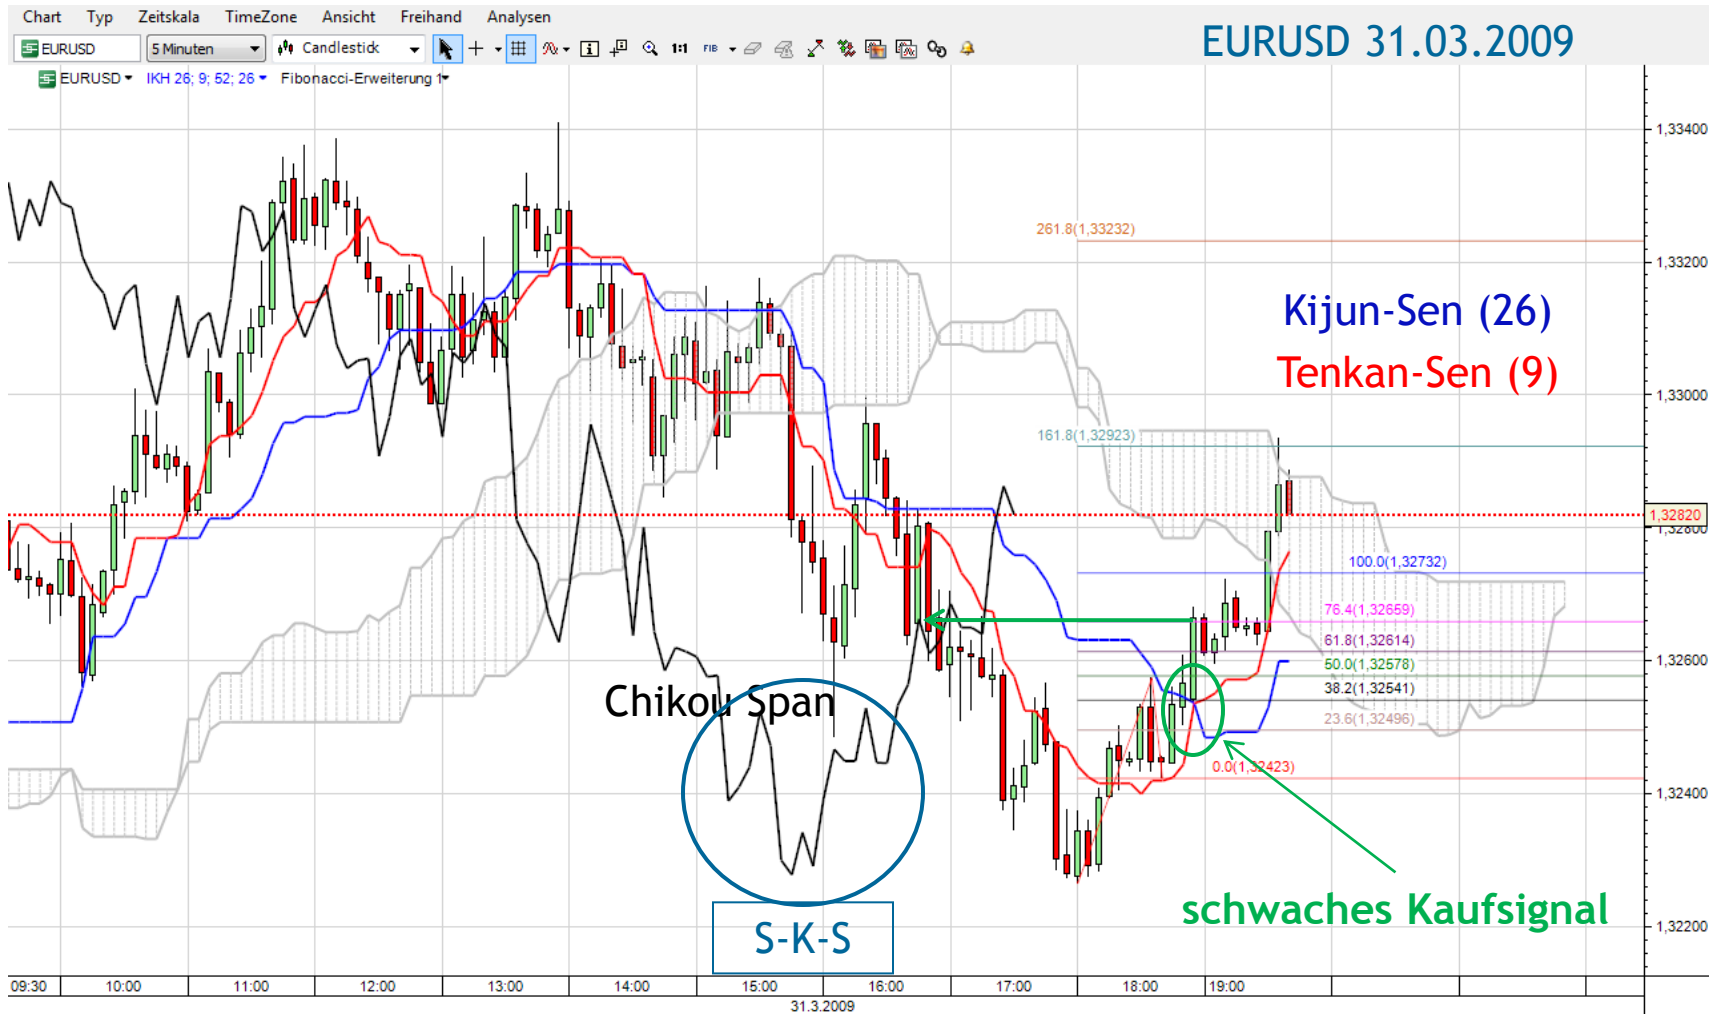 Chart Typ Zeitskala TimeZone Ansicht Freihand Analysen
EURUSD 5 Minuten Candlestick 1:1 FIB
EURUSD 31.03.2009
EURUSD IKH 26; 9; 52; 26 Fibonacci-Erweiterung 1
1,33400
261.8(1,33232)
1,33200
Kijun-Sen (26)
Tenkan-Sen (9)
1,33000
161.8(1,32923)
1,32820
1,32800
100.0(1,32732)
76.4(1,32659)
61.8(1,32614)
1,32600
50.0(1,32578)
38.2(1,32541)
Chikou Span
23.6(1,32496)
0.0(1,32423)
1,32400
schwaches Kaufsignal
1,32200
S-K-S
09:30 10:00 11:00 12:00 13:00 14:00 15:00 16:00 17:00 18:00 19:00
31.3.2009